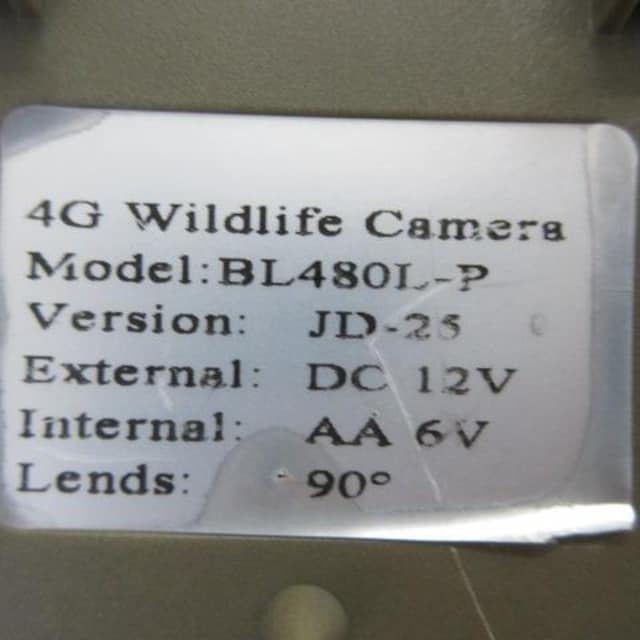 4G Wildlife Camera
Model:BL480L-P
Version: JD-25
External: DC 12V
Internal: AA 6V
Lends: 90°